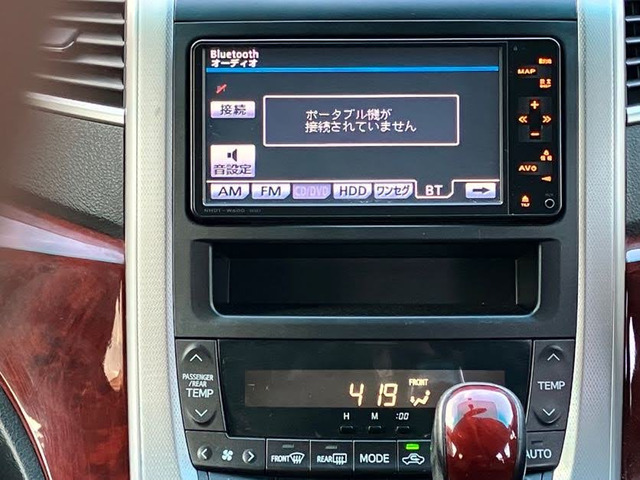 Bluetooth
オーディオ
MAP
接続
ポータブル機が
接続されていません
音設定
AM FM CD/DVD HDD ワンセグ BT
TILT
PASSENGER
/REAR
TEMP
4 19
FRONT
TEMP
H M :00
FRONT REAR MODE AUTO